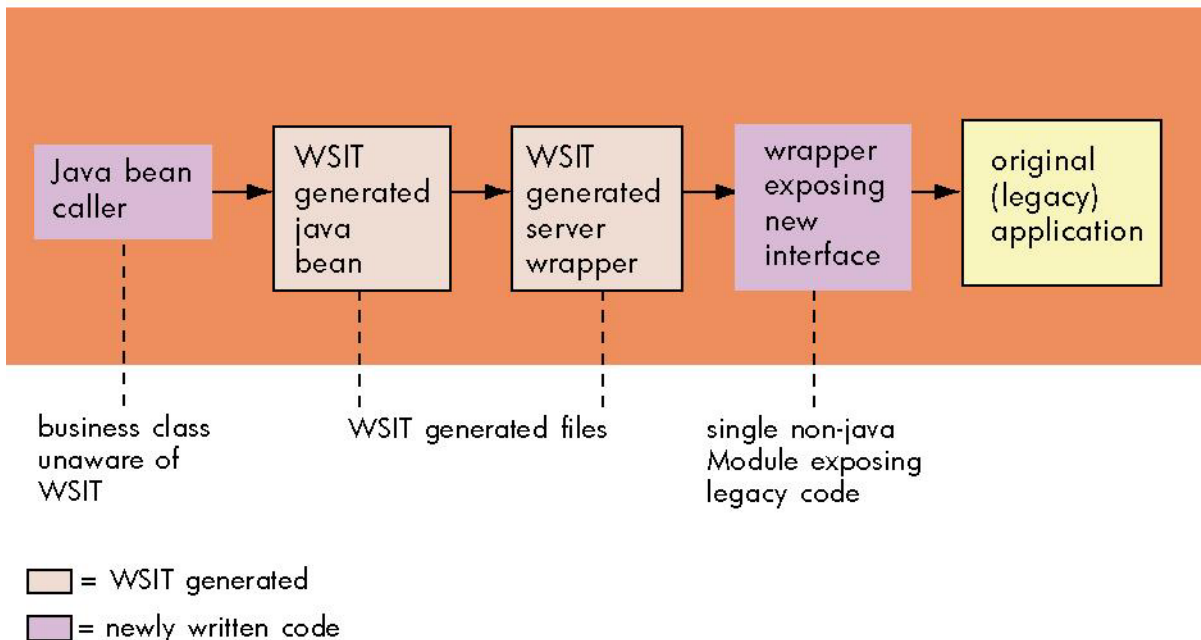 Java bean
caller
WSIT
generated
java
bean
WSIT
generated
server
wrapper
wrapper
exposing
new
interface
original
(legacy)
application
business class
unaware of
WSIT
WSIT generated files
single non-java
Module exposing
legacy code
= WSIT generated
= newly written code